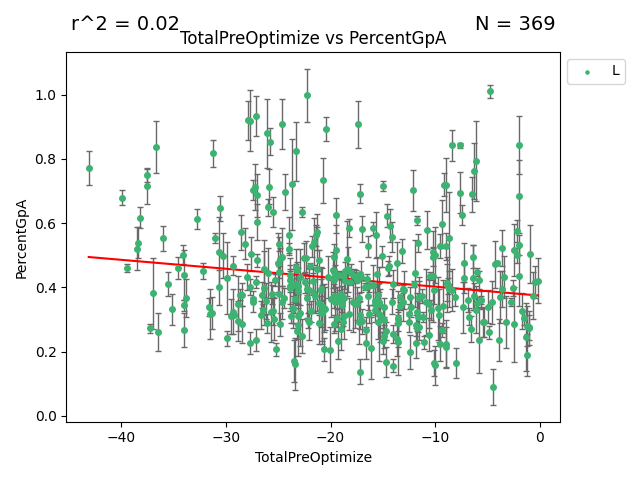 r^2 = 0.02
N = 369
TotalPreOptimize vs PercentGpA
L
PercentGpA
1.0
0.8
0.6
0.4
0.2
0.0
−40 −30 −20 −10 0
TotalPreOptimize